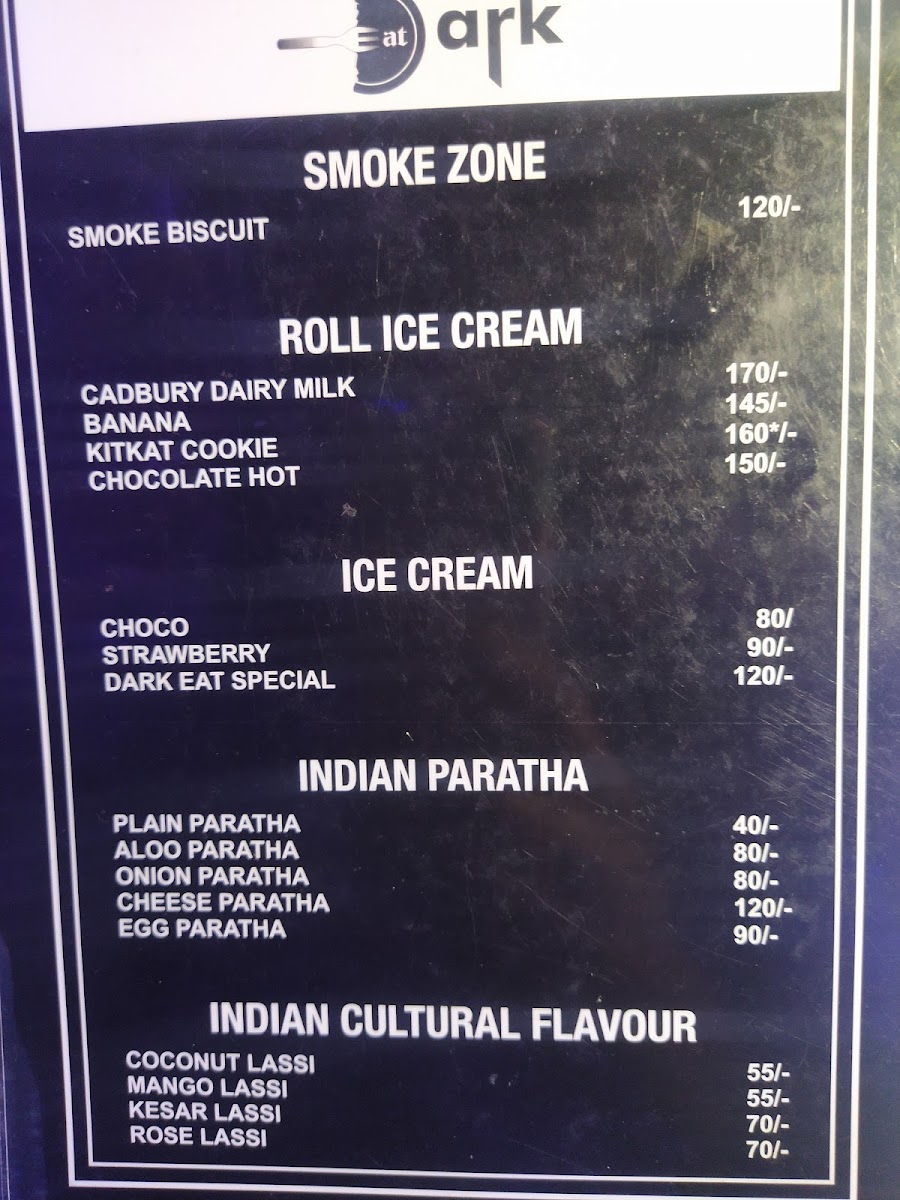 eat Dark
SMOKE ZONE
SMOKE BISCUIT 120/-
ROLL ICE CREAM
CADBURY DAIRY MILK 170/-
BANANA 145/-
KITKAT COOKIE 160*/-
CHOCOLATE HOT 150/-
ICE CREAM
CHOCO 80/
STRAWBERRY 90/-
DARK EAT SPECIAL 120/-
INDIAN PARATHA
PLAIN PARATHA 40/-
ALOO PARATHA 80/-
ONION PARATHA 80/-
CHEESE PARATHA 120/-
EGG PARATHA 90/-
INDIAN CULTURAL FLAVOUR
COCONUT LASSI 55/-
MANGO LASSI 55/-
KESAR LASSI 70/-
ROSE LASSI 70/-